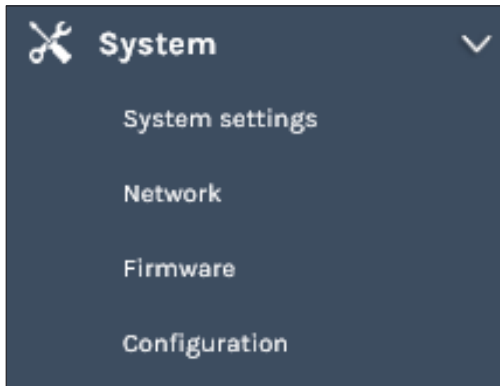 System
System settings
Network
Firmware
Configuration